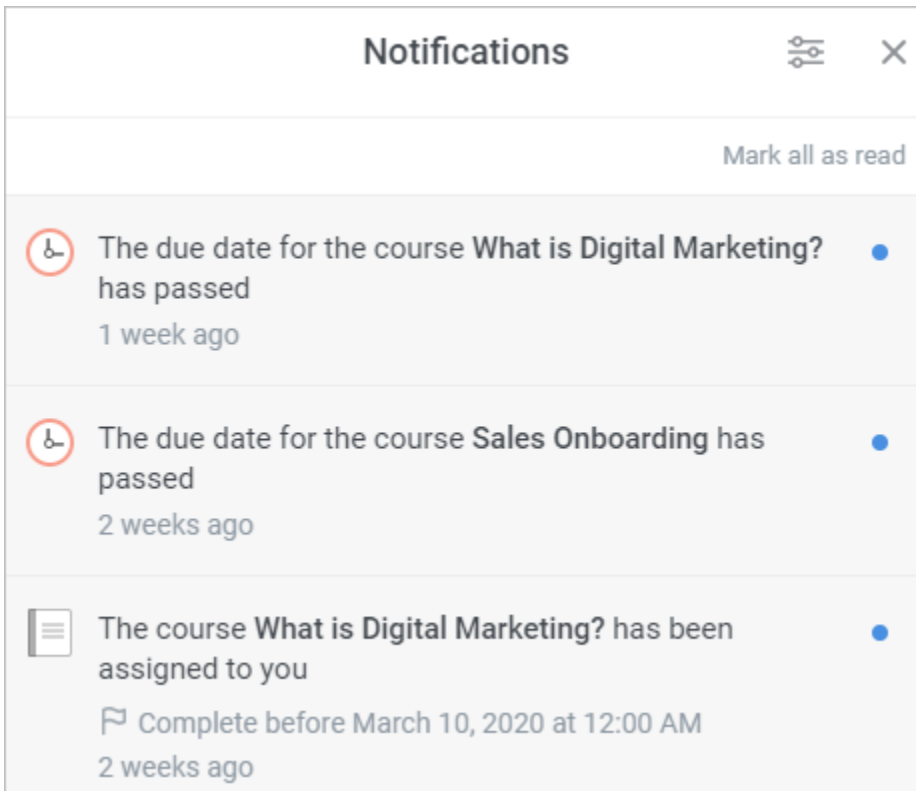 Notifications
Mark all as read
The due date for the course What is Digital Marketing?
has passed
1 week ago
The due date for the course Sales Onboarding has
passed
2 weeks ago
The course What is Digital Marketing? has been
assigned to you
Complete before March 10, 2020 at 12:00 AM
2 weeks ago